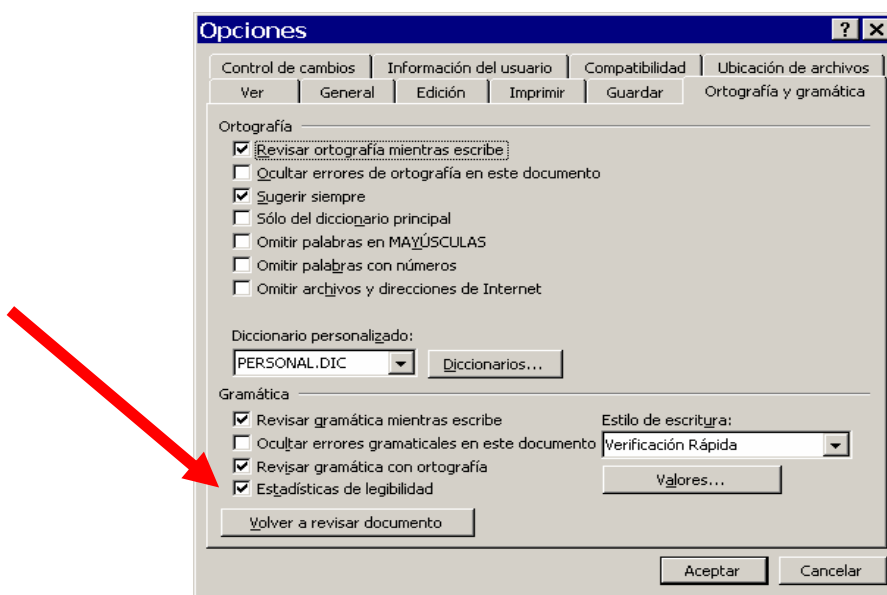 Opciones
Control de cambios Información del usuario Compatibilidad Ubicación de archivos
Ver General Edición Imprimir Guardar Ortografía y gramática
Ortografía
Revisar ortografía mientras escribe
Ocultar errores de ortografía en este documento
Sugerir siempre
Sólo del diccionario principal
Omitir palabras en MAYÚSCULAS
Omitir palabras con números
Omitir archivos y direcciones de Internet
Diccionario personalizado:
PERSONAL.DIC Diccionarios...
Gramática
Revisar gramática mientras escribe Estilo de escritura:
Ocultar errores gramaticales en este documento Verificación Rápida
Revisar gramática con ortografía
Estadísticas de legibilidad Valores...
Volver a revisar documento
Aceptar Cancelar